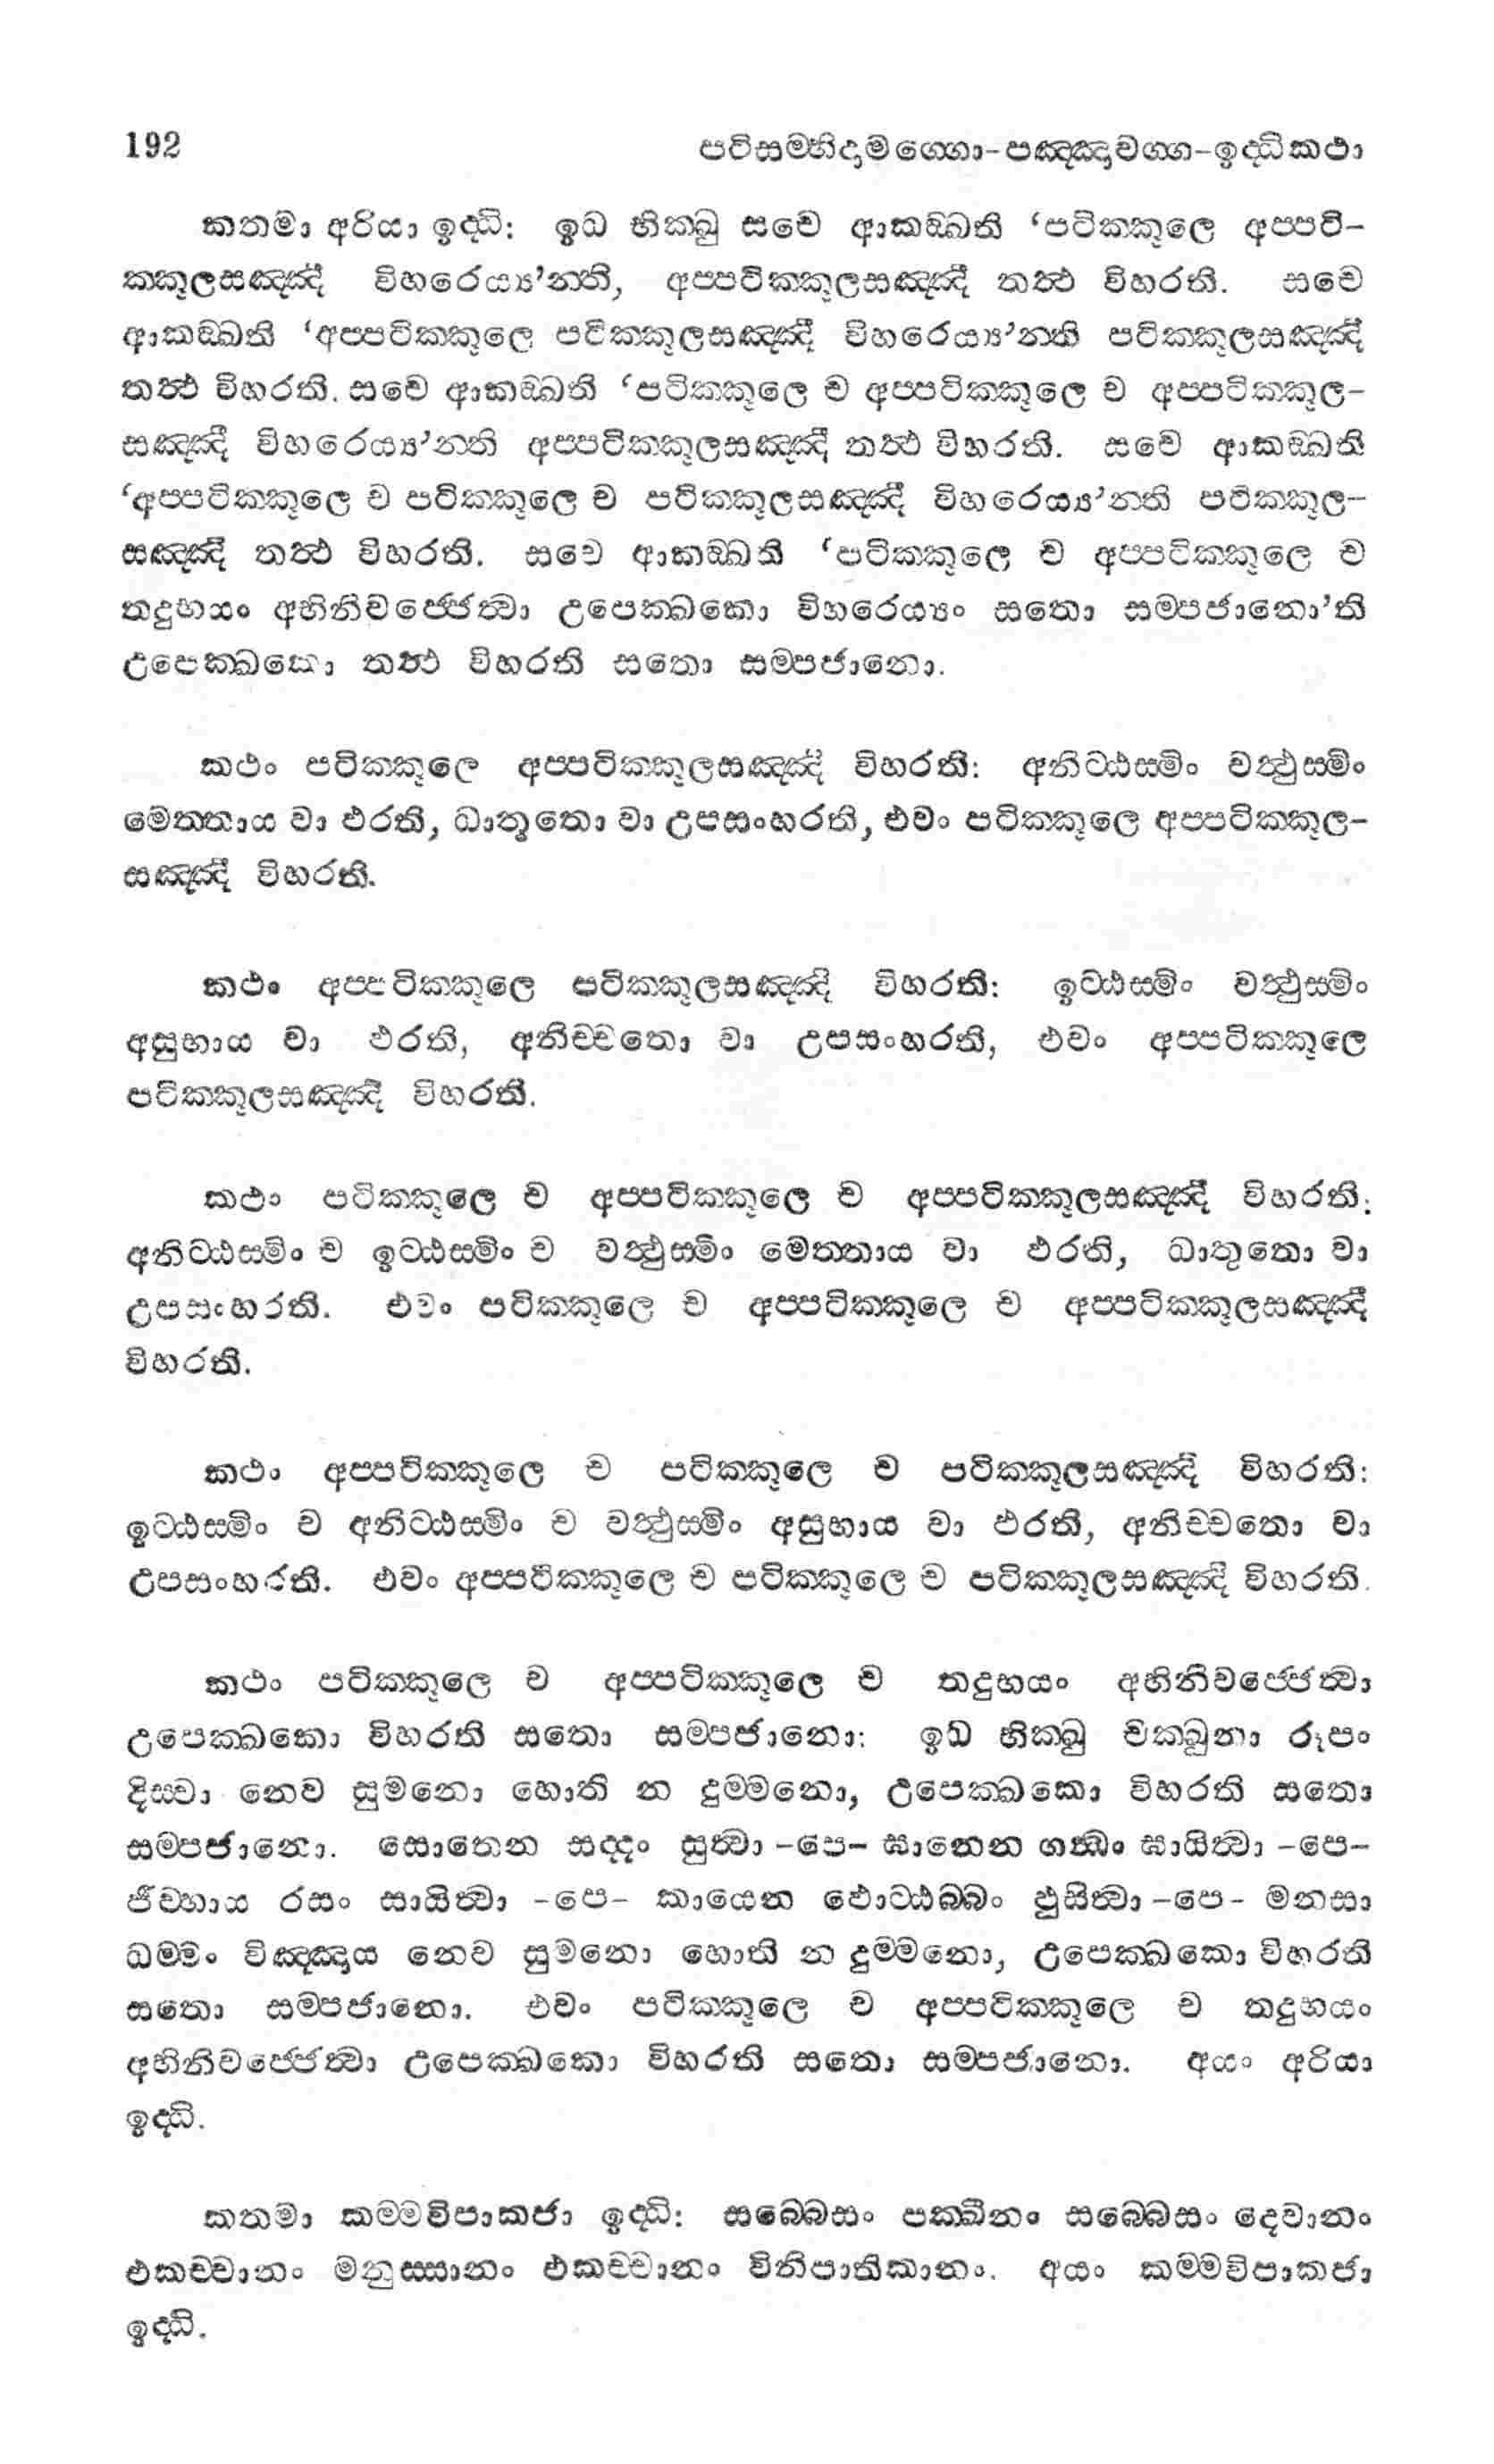 192 පටිසම්භිදාමග්ගො-පඤ්ඤාවග්ග-ඉද්ධිකථා
කතමා අරියා ඉද්ධි: ඉධ භික්ඛු සචෙ ආකඞ්ඛති ‘පටික්කූලෙ අප්පටි-
ක්කූලසඤ්ඤී විහරෙය්‍ය’න්ති, අප්පටික්කූලසඤ්ඤී තත්‍ථ විහරති. සචෙ
ආකඞ්ඛති ‘අප්පටික්කූලෙ පටික්කූලසඤ්ඤී විහරෙය්‍ය’න්ති පටික්කූලසඤ්ඤී
තත්‍ථ විහරති. සචෙ ආකඞ්ඛති ‘පටික්කූලෙ ච අප්පටික්කූලෙ ච අප්පටික්කූල-
සඤ්ඤී විහරෙය්‍ය’න්ති අප්පටික්කූලසඤ්ඤී තත්‍ථ විහරති. සචෙ ආකඞ්ඛති
‘අප්පටික්කූලෙ ච පටික්කූලෙ ච පටික්කූලසඤ්ඤී විහරෙය්‍ය’න්ති පටික්කූල-
සඤ්ඤී තත්‍ථ විහරති. සචෙ ආකඞ්ඛති ‘පටික්කූලෙ ච අප්පටික්කූලෙ ච
තදුභයං අභිනිවජ්ජෙත්‍වා උපෙක්ඛකො විහරෙය්‍යං සතො සම්පජානො’ති
උපෙක්ඛකො තත්‍ථ විහරති සතො සම්පජානො.
කථං පටික්කූලෙ අප්පටික්කූලසඤ්ඤී විහරති: අනිට්ඨස්මිං වත්‍ථුස්මිං
මෙත්තාය වා ඵරති, ධාතුතො වා උපසංහරති, එවං පටික්කූලෙ අප්පටික්කූල-
සඤ්ඤී විහරති.
කථං අප්පටික්කූලෙ පටික්කූලසඤ්ඤී විහරති: ඉට්ඨස්මිං වත්‍ථුස්මිං
අසුභාය වා ඵරති, අනිච්චතො වා උපසංහරති, එවං අප්පටික්කූලෙ
පටික්කූලසඤ්ඤී විහරති.
කථං පටික්කූලෙ ච අප්පටික්කූලෙ ච අප්පටික්කූලසඤ්ඤී විහරති:
අනිට්ඨස්මිං ච ඉට්ඨස්මිං ච වත්‍ථුස්මිං මෙත්තාය වා ඵරති, ධාතුතො වා
උපසංහරති. එවං පටික්කූලෙ ච අප්පටික්කූලෙ ච අප්පටික්කූලසඤ්ඤී
විහරති.
කථං අප්පටික්කූලෙ ච පටික්කූලෙ ච පටික්කූලසඤ්ඤී විහරති:
ඉට්ඨස්මිං ච අනිට්ඨස්මිං ච වත්‍ථුස්මිං අසුභාය වා ඵරති, අනිච්චතො වා
උපසංහරති. එවං අප්පටික්කූලෙ ච පටික්කූලෙ ච පටික්කූලසඤ්ඤී විහරති.
කථං පටික්කූලෙ ච අප්පටික්කූලෙ ච තදුභයං අභිනිවජ්ජෙත්‍වා
උපෙක්ඛකො විහරති සතො සම්පජානො: ඉධ භික්ඛු චක්ඛුනා රූපං
දිස්වා නෙව සුමනො හොති න දුම්මනො, උපෙක්ඛකො විහරති සතො
සම්පජානො. සොතෙන සද්දං සුත්‍වා -පෙ- ඝානෙන ගන්‍ධං ඝායිත්‍වා -පෙ-
ජිව්හාය රසං සායිත්‍වා -පෙ- කායෙන ඵොට්ඨබ්බං ඵුසිත්‍වා -පෙ- මනසා
ධම්මං විඤ්ඤාය නෙව සුමනො හොති න දුම්මනො, උපෙක්ඛකො විහරති
සතො සම්පජානො. එවං පටික්කූලෙ ච අප්පටික්කූලෙ ච තදුභයං
අභිනිවජ්ජෙත්‍වා උපෙක්ඛකො විහරති සතො සම්පජානො. අයං අරියා
ඉද්ධි.
කතමා කම්මවිපාකජා ඉද්ධි: සබ්බෙසං පක්ඛීනං සබ්බෙසං දෙවානං
එකච්චානං මනුස්සානං එකච්චානං විනිපාතිකානං. අයං කම්මවිපාකජා
ඉද්ධි.